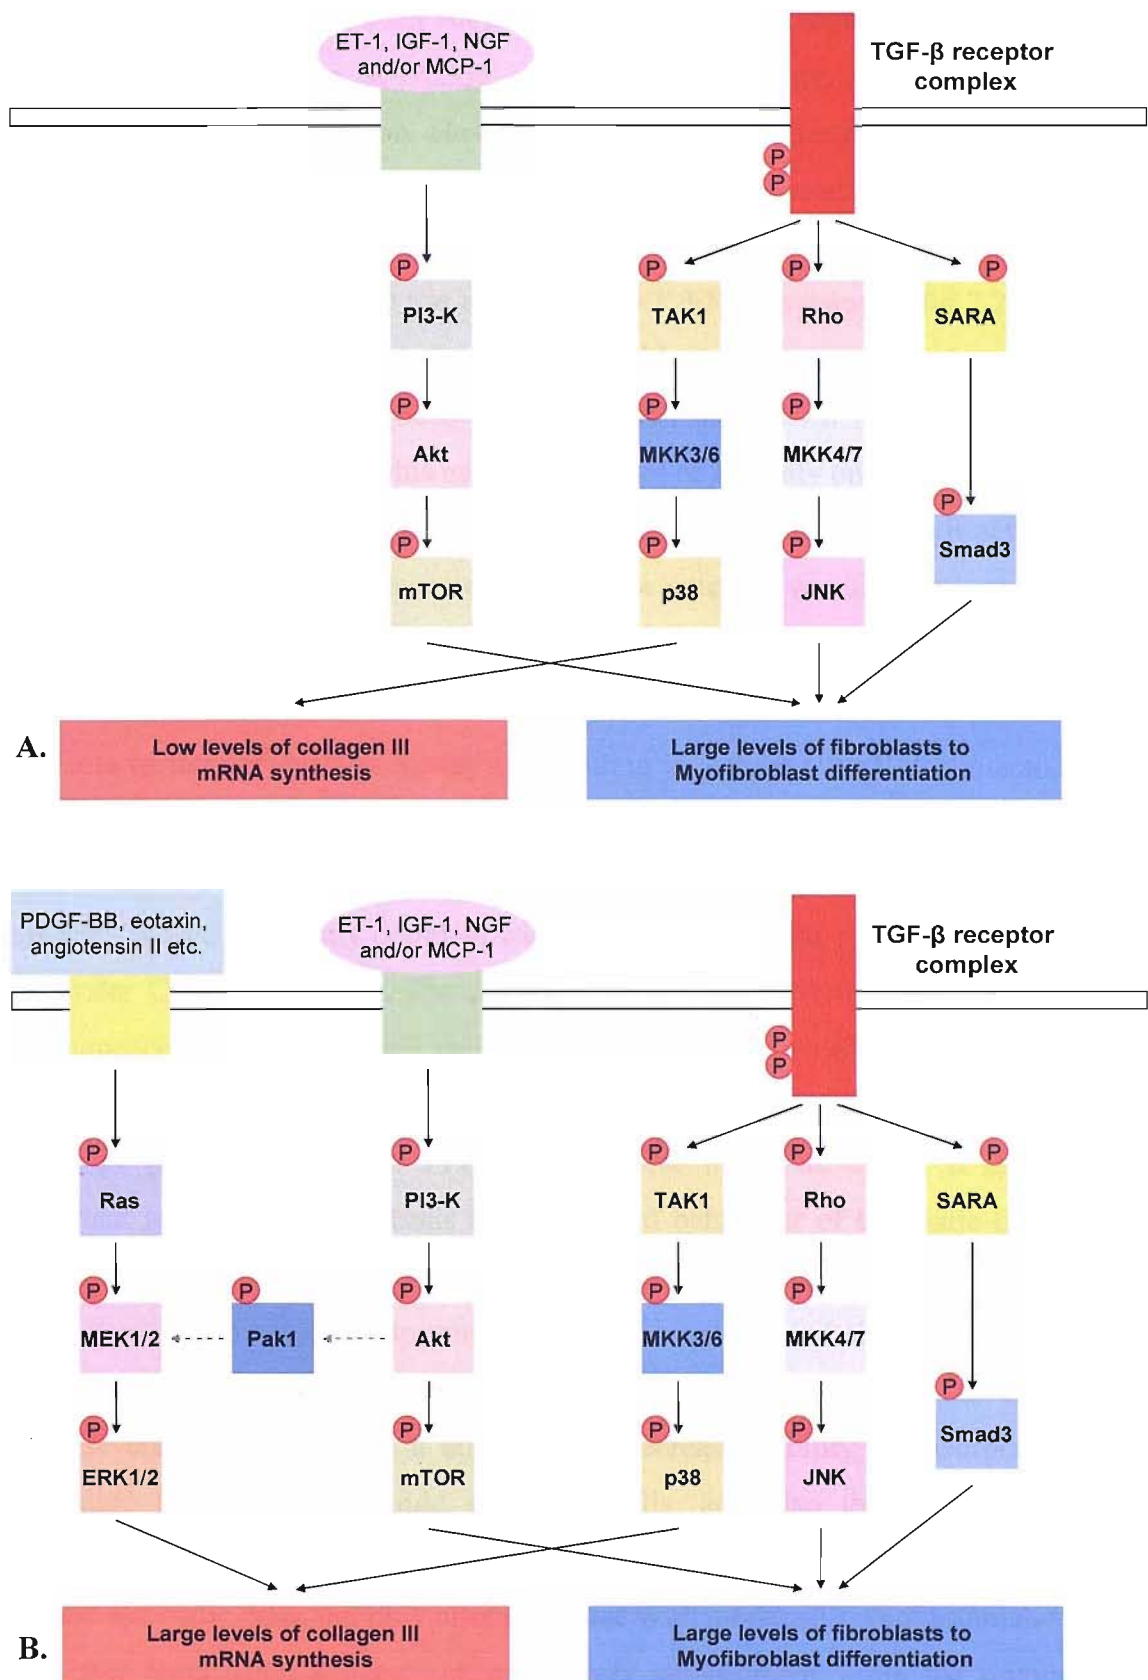 ET-1, IGF-1, NGF
and/or MCP-1
TGF-β receptor
complex
P
P
P
P
P
P
PI3-K
TAK1
Rho
SARA
P
P
P
Akt
MKK3/6
MKK4/7
P
P
P
P
mTOR
p38
JNK
Smad3
A.
Low levels of collagen III
mRNA synthesis
Large levels of fibroblasts to
Myofibroblast differentiation
PDGF-BB, eotaxin,
angiotensin II etc.
ET-1, IGF-1, NGF
and/or MCP-1
TGF-β receptor
complex
P
P
P
P
P
P
P
Ras
PI3-K
TAK1
Rho
SARA
P
P
P
P
P
MEK1/2
Pak1
Akt
MKK3/6
MKK4/7
P
P
P
P
P
ERK1/2
mTOR
p38
JNK
Smad3
B.
Large levels of collagen III
mRNA synthesis
Large levels of fibroblasts to
Myofibroblast differentiation